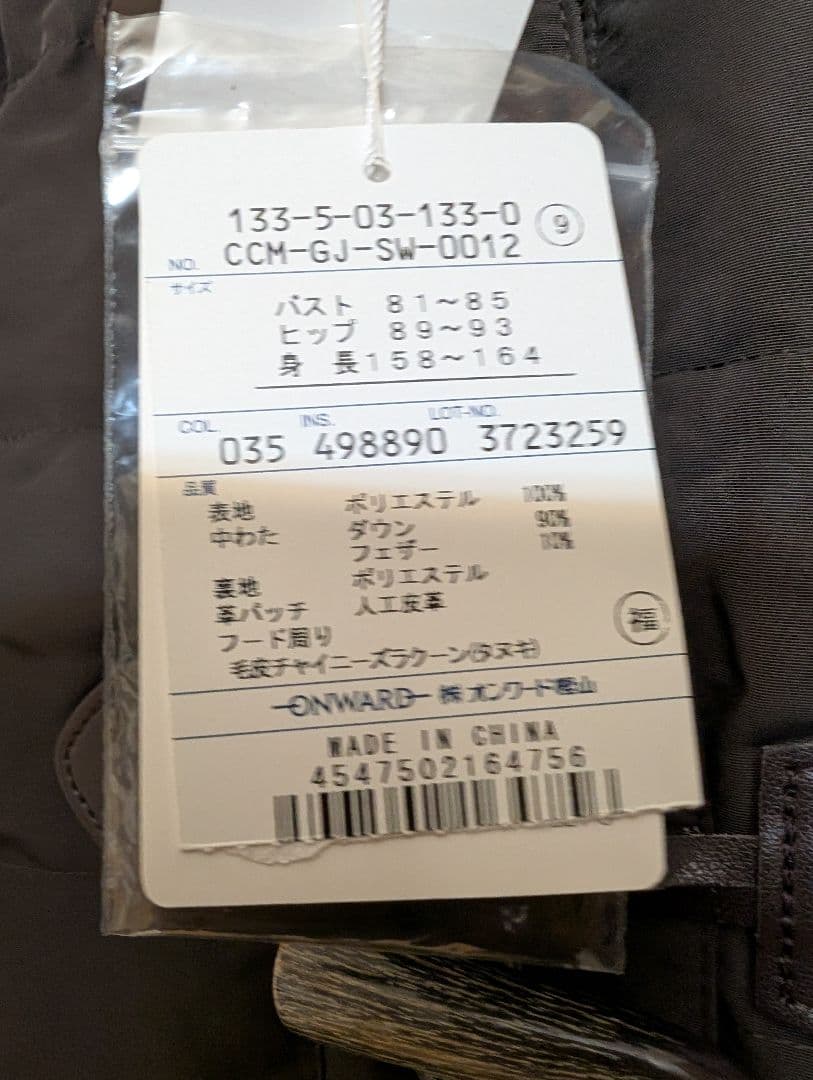 133-5-03-133-0 ⑨
NO. CCM-GJ-SW-0012
サイズ
バスト 81～85
ヒップ 89～93
身 長158～164
COL. INS. LOT-NO.
035 498890 3723259
品質
表地 ポリエステル 100%
中わた ダウン 90%
フェザー 10%
裏地 ポリエステル
革パッチ 人工皮革
フード周り
福
毛皮チャイニーズラクーン(タヌキ)
ONWARD ㈱オンワード樫山
MADE IN CHINA
4547502164756